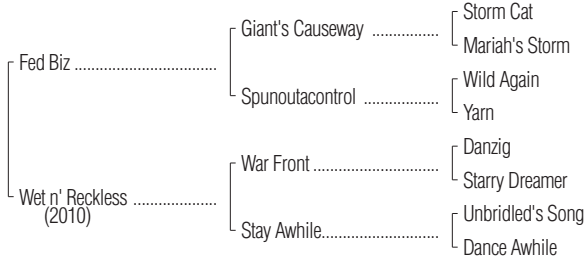 Storm Cat
Giant's Causeway ................
Mariah's Storm
Fed Biz ..................................
Wild Again
Spunoutacontrol ..................
Yarn
Danzig
War Front ..............................
Starry Dreamer
Wet n' Reckless ....................
(2010)
Unbridled's Song
Stay Awhile............................
Dance Awhile